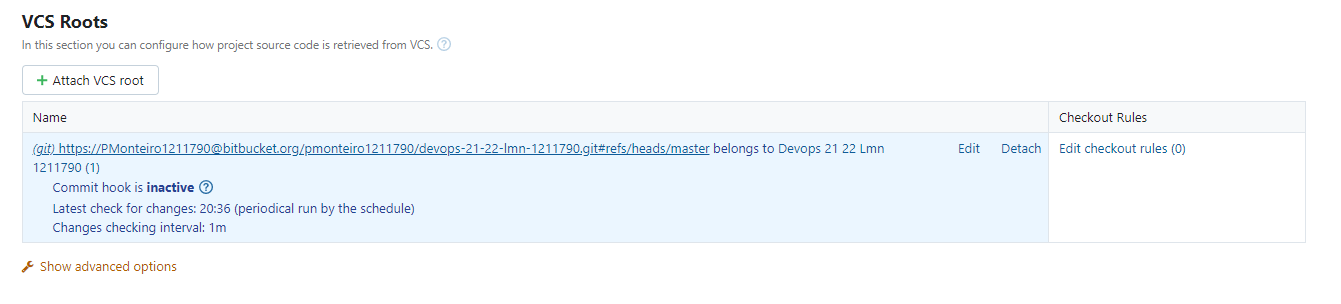 VCS Roots
In this section you can configure how project source code is retrieved from VCS. ?
+ Attach VCS root
Name
Checkout Rules
(git) https://PMonteiro1211790@bitbucket.org/pmonteiro1211790/devops-21-22-lmn-1211790.git#refs/heads/master belongs to Devops 21 22 Lmn
1211790 (1)
Edit
Detach
Edit checkout rules (0)
Commit hook is inactive ?
Latest check for changes: 20:36 (periodical run by the schedule)
Changes checking interval: 1m
Show advanced options